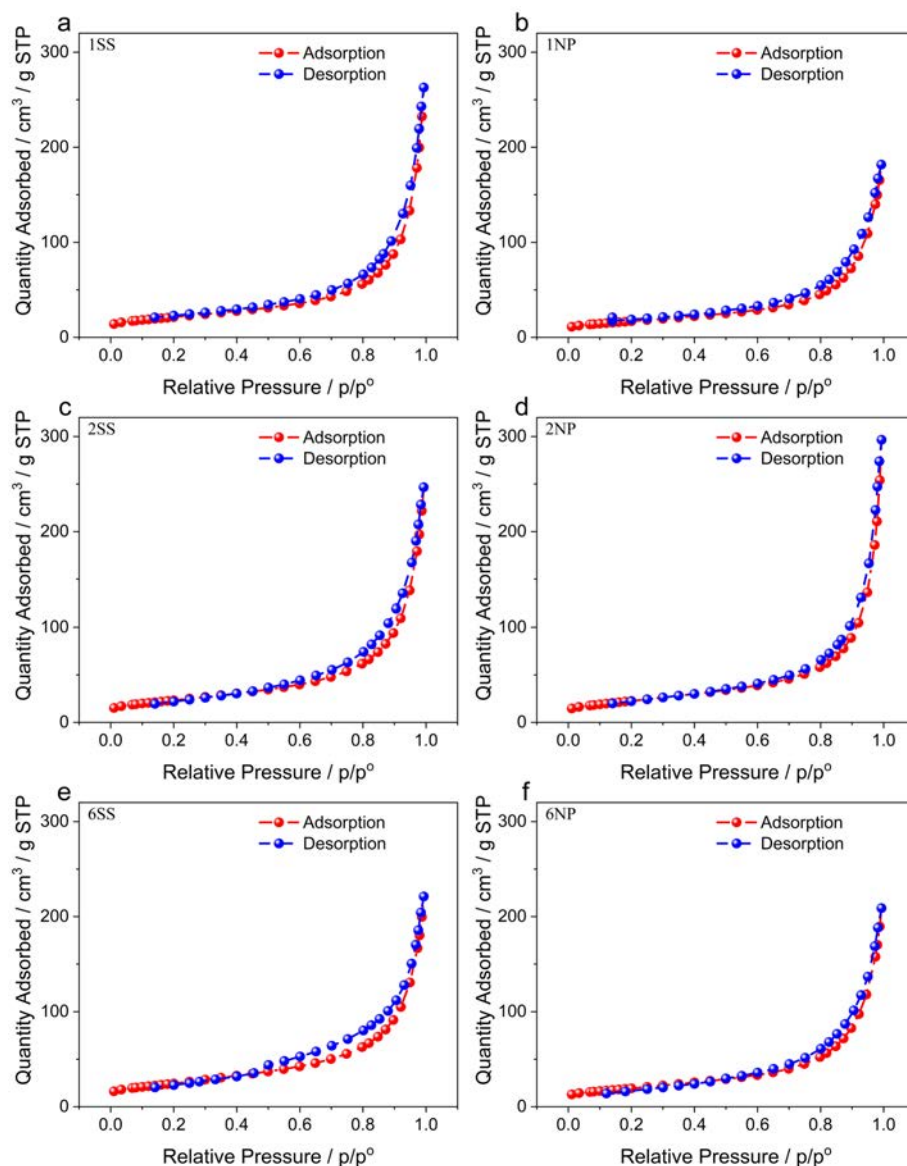 a
1SS
Adsorption
Desorption
Quantity Adsorbed / cm³ / g STP
300
200
100
0
0.0 0.2 0.4 0.6 0.8 1.0
Relative Pressure / p/pº
b
1NP
Adsorption
Desorption
Quantity Adsorbed / cm³ / g STP
300
200
100
0
0.0 0.2 0.4 0.6 0.8 1.0
Relative Pressure / p/pº
c
2SS
Adsorption
Desorption
Quantity Adsorbed / cm³ / g STP
300
200
100
0
0.0 0.2 0.4 0.6 0.8 1.0
Relative Pressure / p/pº
d
2NP
Adsorption
Desorption
Quantity Adsorbed / cm³ / g STP
300
200
100
0
0.0 0.2 0.4 0.6 0.8 1.0
Relative Pressure / p/pº
e
6SS
Adsorption
Desorption
Quantity Adsorbed / cm³ / g STP
300
200
100
0
0.0 0.2 0.4 0.6 0.8 1.0
Relative Pressure / p/pº
f
6NP
Adsorption
Desorption
Quantity Adsorbed / cm³ / g STP
300
200
100
0
0.0 0.2 0.4 0.6 0.8 1.0
Relative Pressure / p/pº